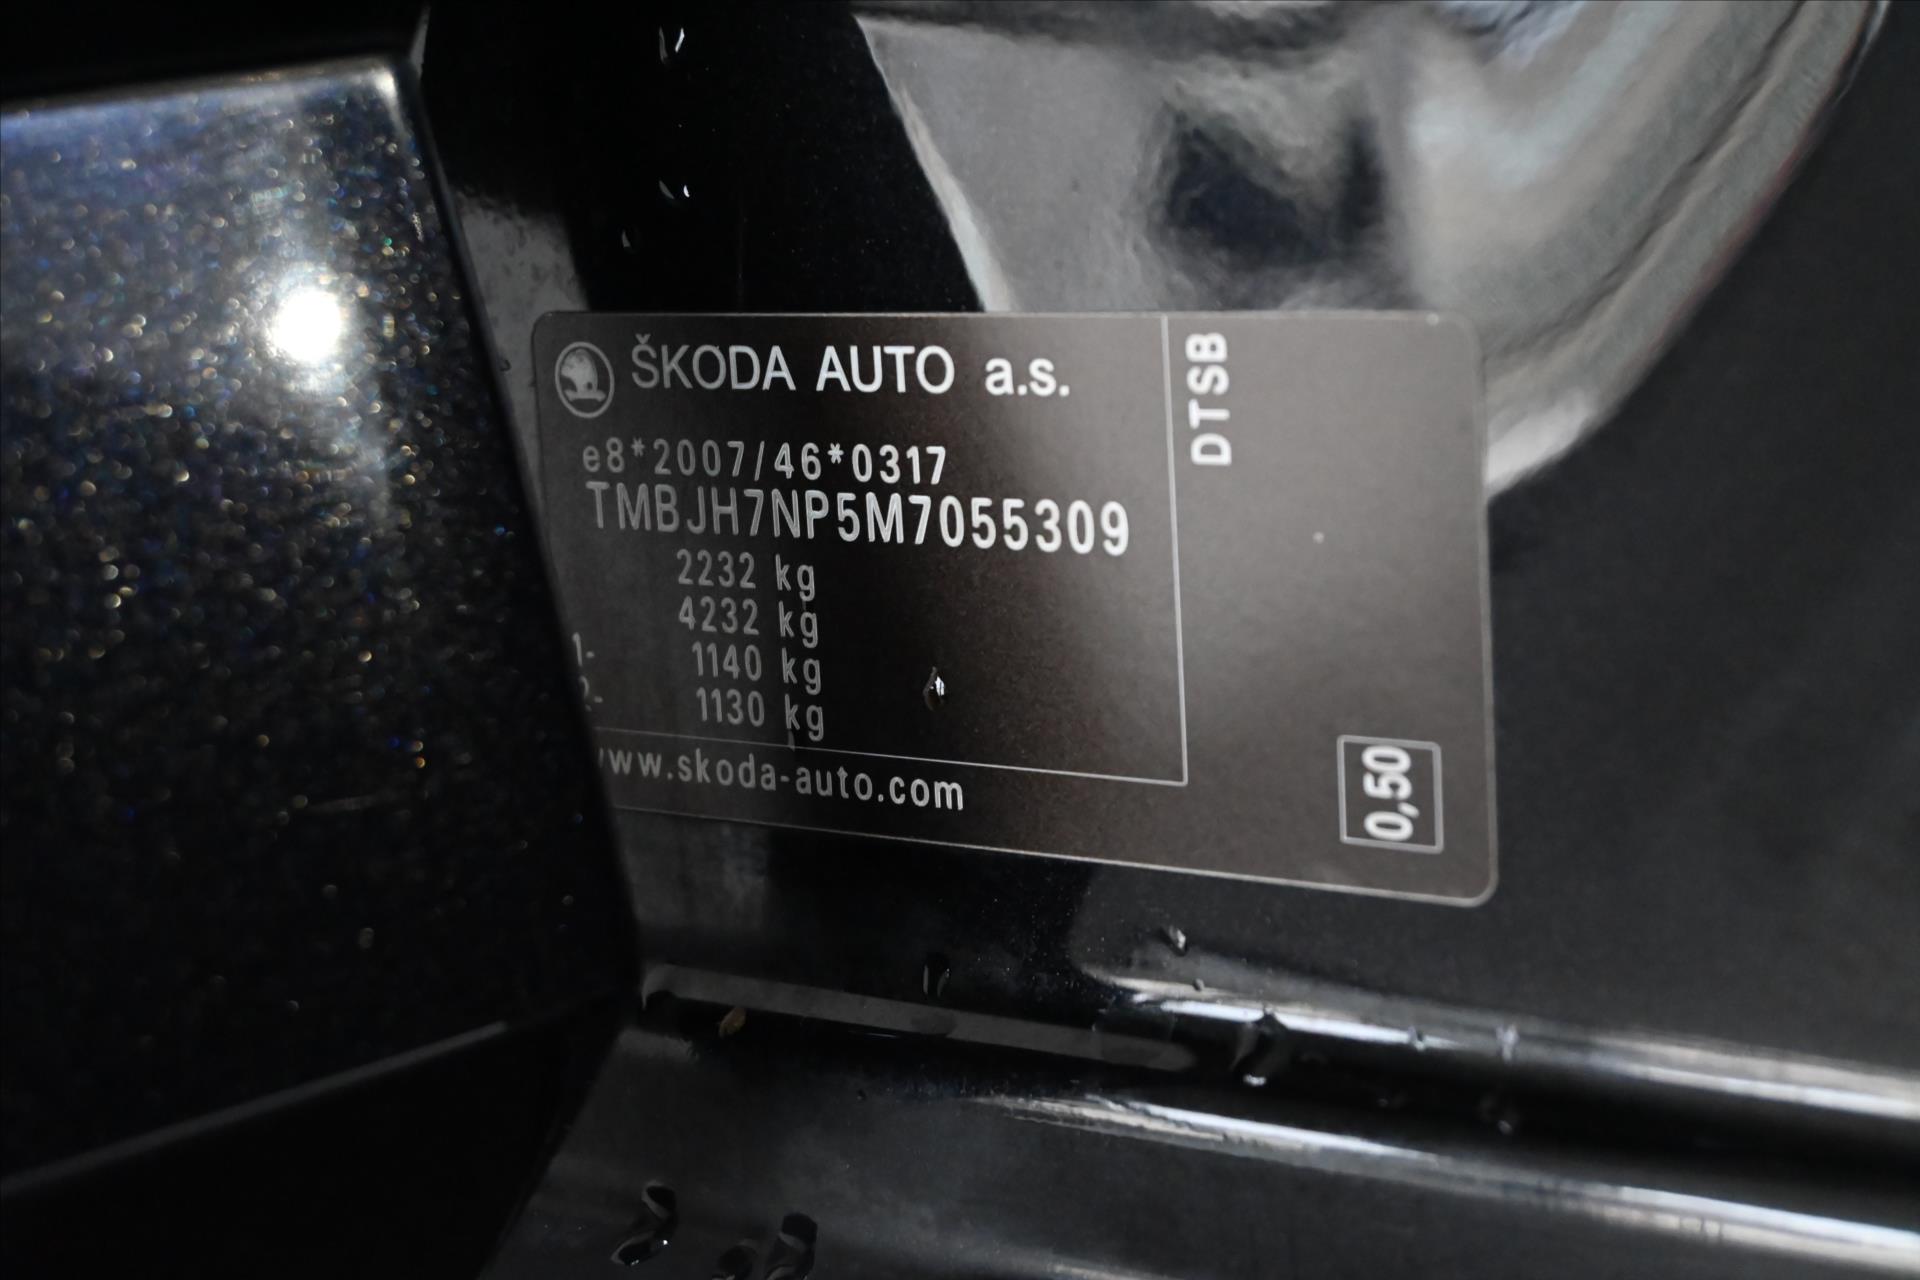 ŠKODA AUTO a.s.
e8*2007/46*0317
TMBJH7NP5M7055309
2232 kg
4232 kg
1- 1140 kg
2- 1130 kg
www.skoda-auto.com
DTSB
0,50